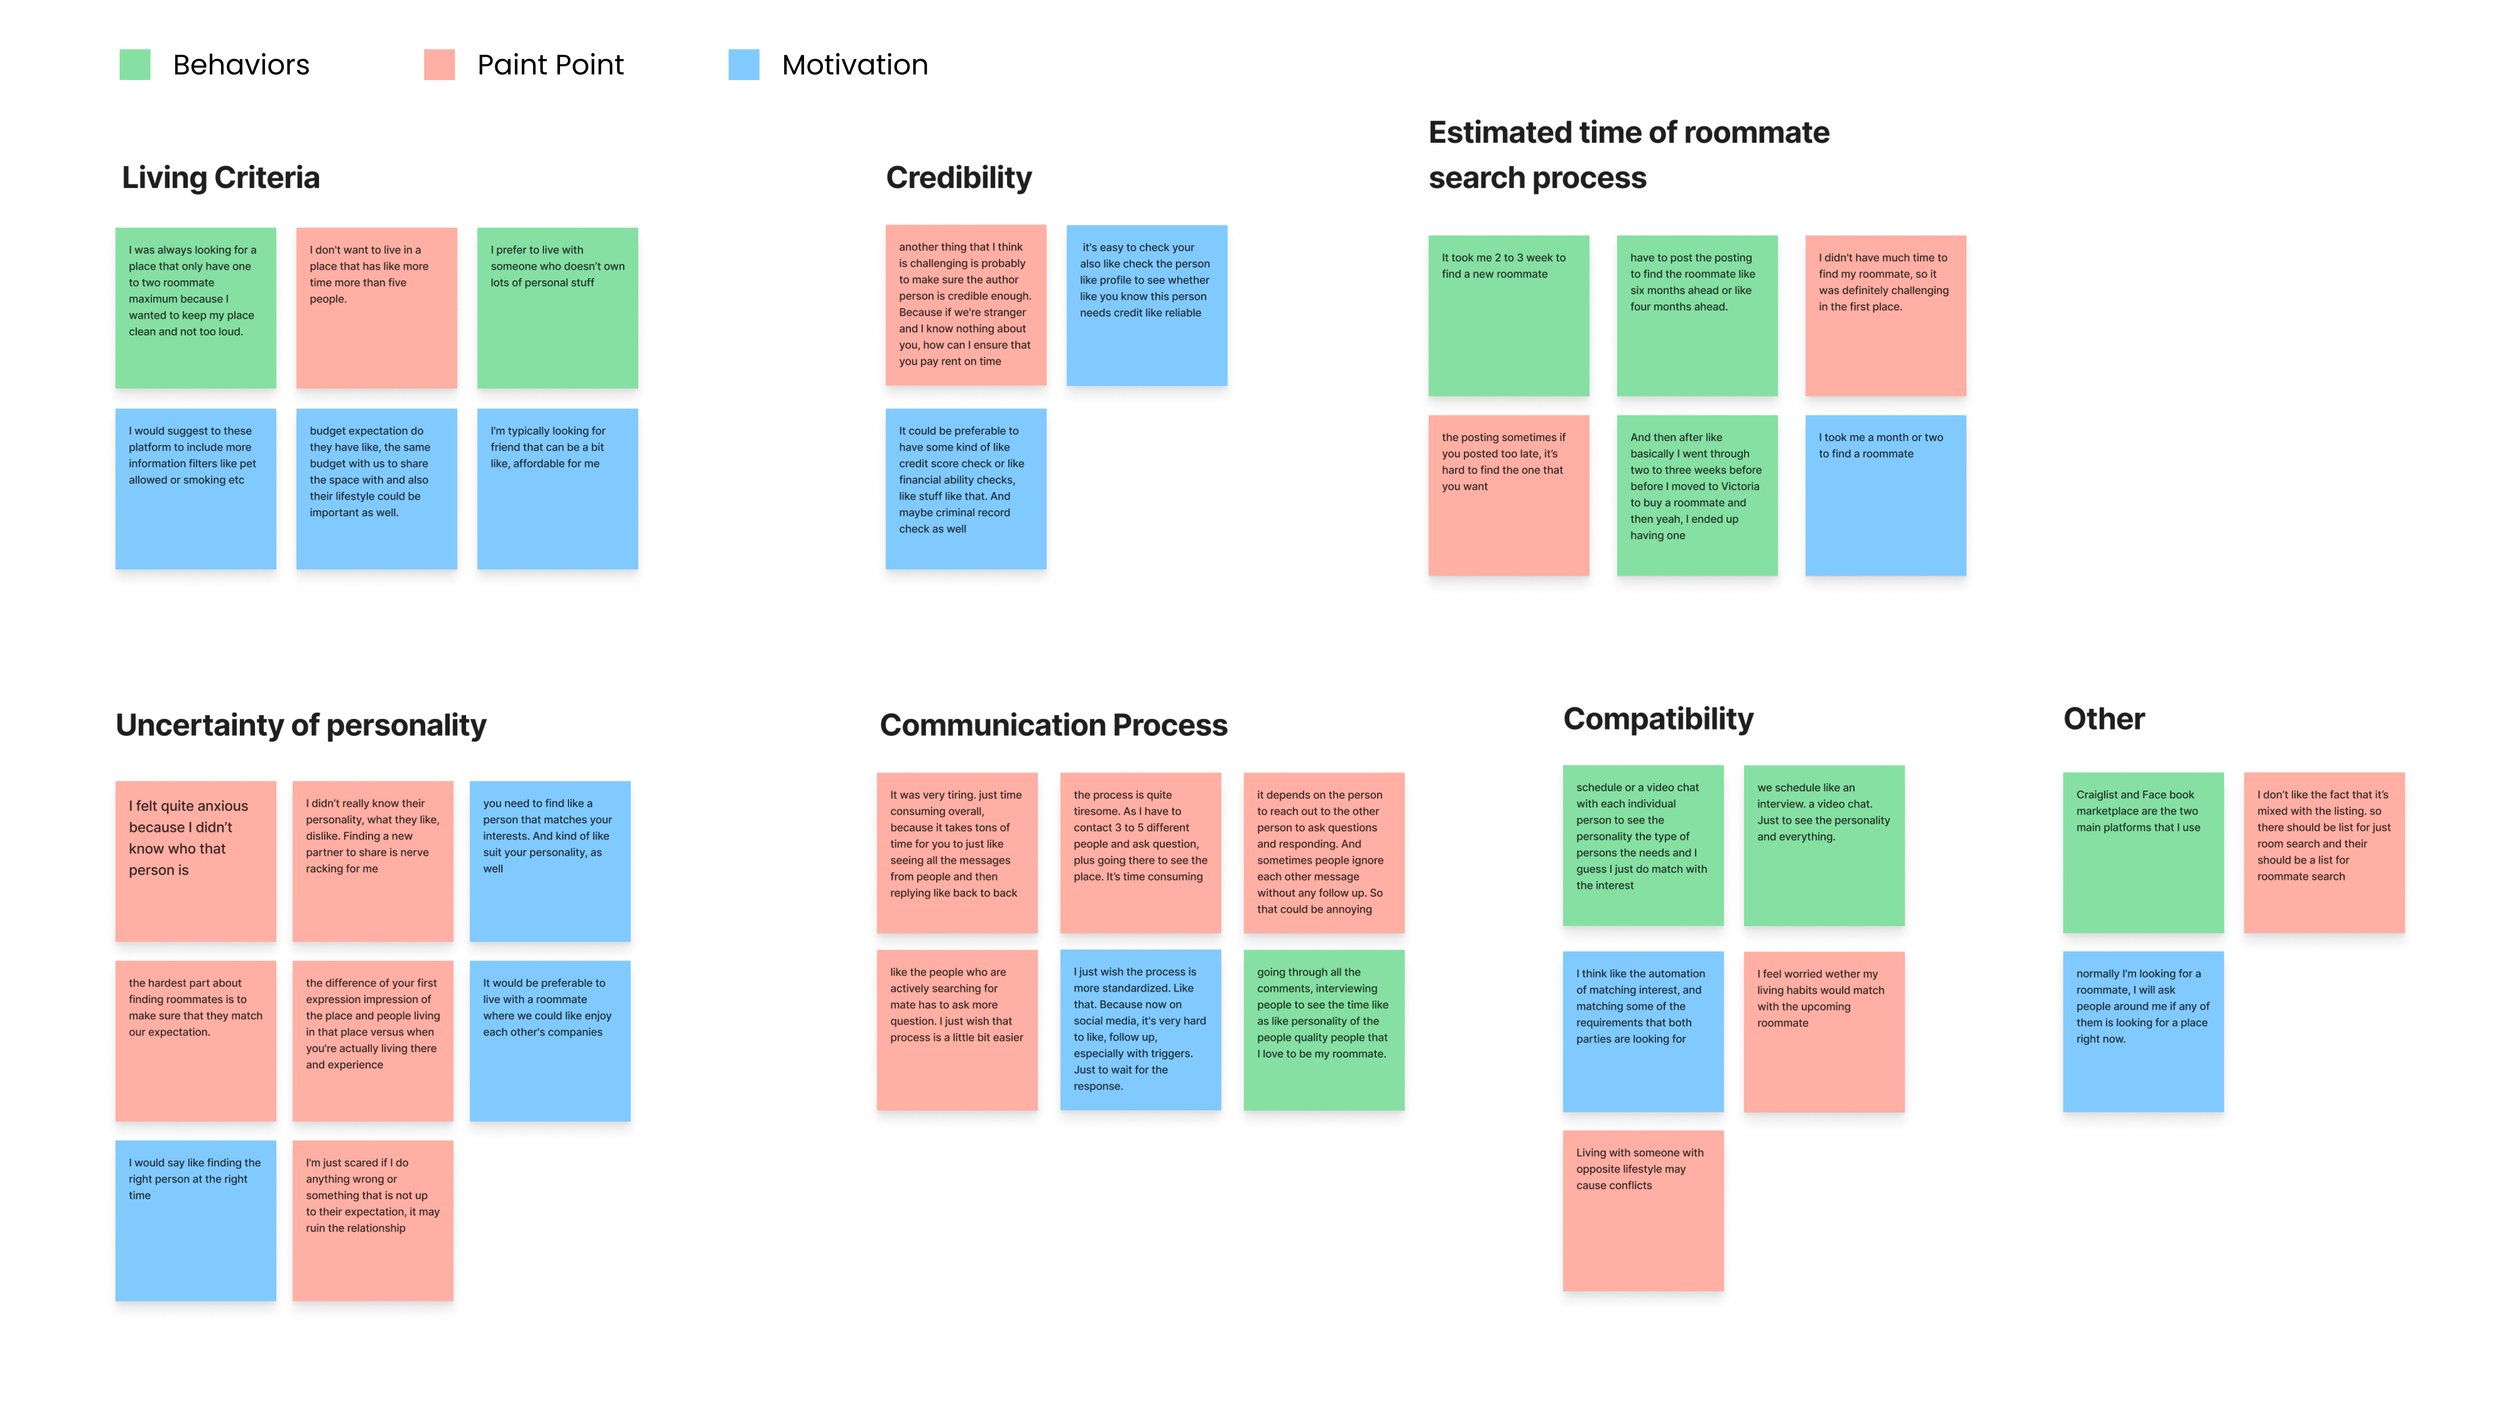 Behaviors
Paint Point
Motivation
Living Criteria
I was always looking for a
place that only have one
to two roommate
maximum because I
wanted to keep my place
clean and not too loud.
I don't want to live in a
place that has like more
time more than five
people.
I prefer to live with
someone who doesn't own
lots of personal stuff
I would suggest to these
platform to include more
information filters like pet
allowed or smoking etc
budget expectation do
they have like, the same
budget with us to share
the space with and also
their lifestyle could be
important as well.
I'm typically looking for
friend that can be a bit
like, affordable for me
Credibility
another thing that I think
is challenging is probably
to make sure the author
person is credible enough.
Because if we're stranger
and I know nothing about
you, how can I ensure that
you pay rent on time
it's easy to check your
also like check the person
like profile to see whether
like you know this person
needs credit like reliable
It could be preferable to
have some kind of like
credit score check or like
financial ability checks,
like stuff like that. And
maybe criminal record
check as well
Estimated time of roommate
search process
It took me 2 to 3 week to
find a new roommate
have to post the posting
to find the roommate like
six months ahead or like
four months ahead.
I didn't have much time to
find my roommate, so it
was definitely challenging
in the first place.
the posting sometimes if
you posted too late, it's
hard to find the one that
you want
And then after like
basically I went through
two to three weeks before
before I moved to Victoria
to buy a roommate and
then yeah, I ended up
having one
I took me a month or two
to find a roommate
Uncertainty of personality
I felt quite anxious
because I didn't
know who that
person is
I didn't really know their
personality, what they like,
dislike. Finding a new
partner to share is nerve
racking for me
you need to find like a
person that matches your
interests. And kind of like
suit your personality, as
well
the hardest part about
finding roommates is to
make sure that they match
our expectation.
the difference of your first
expression impression of
the place and people living
in that place versus when
you're actually living there
and experience
It would be preferable to
live with a roommate
where we could like enjoy
each other's companies
I would say like finding the
right person at the right
time
I'm just scared if I do
anything wrong or
something that is not up
to their expectation, it may
ruin the relationship
Communication Process
It was very tiring. just time
consuming overall,
because it takes tons of
time for you to just like
seeing all the messages
from people and then
replying like back to back
the process is quite
tiresome. As I have to
contact 3 to 5 different
people and ask question,
plus going there to see the
place. It's time consuming
it depends on the person
to reach out to the other
person to ask questions
and responding. And
sometimes people ignore
each other message
without any follow up. So
that could be annoying
like the people who are
actively searching for
mate has to ask more
question. I just wish that
process is a little bit easier
I just wish the process is
more standardized. Like
that. Because now on
social media, it's very hard
to like, follow up,
especially with triggers.
Just to wait for the
response.
going through all the
comments, interviewing
people to see the time like
as like personality of the
people quality people that
I love to be my roommate.
Compatibility
schedule or a video chat
with each individual
person to see the
personality the type of
persons the needs and I
guess I just do match with
the interest
we schedule like an
interview. a video chat.
Just to see the personality
and everything.
I think like the automation
of matching interest, and
matching some of the
requirements that both
parties are looking for
I feel worried wether my
living habits would match
with the upcoming
roommate
Living with someone with
opposite lifestyle may
cause conflicts
Other
Craiglist and Face book
marketplace are the two
main platforms that I use
I don't like the fact that it's
mixed with the listing. so
there should be list for just
room search and their
should be a list for
roommate search
normally I'm looking for a
roommate, I will ask
people around me if any of
them is looking for a place
right now.